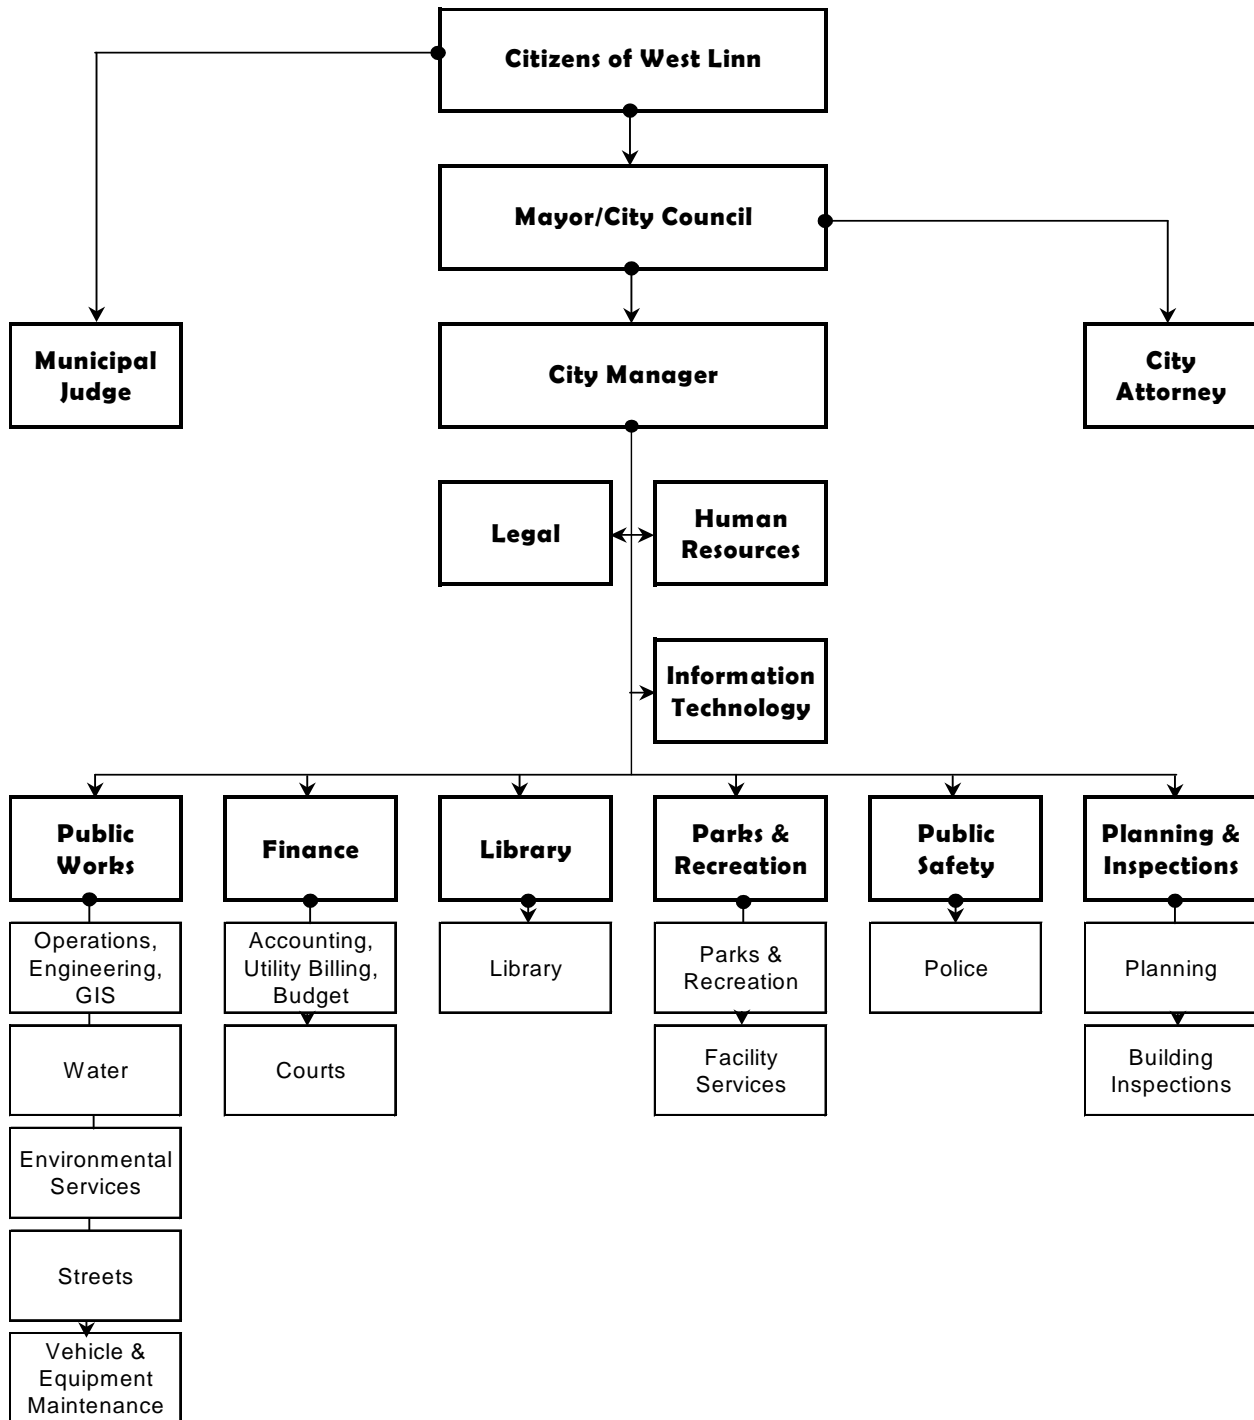 Citizens of West Linn
Mayor/City Council
Municipal
Judge
City Manager
City
Attorney
Legal
Human
Resources
Information
Technology
Public
Works
Finance
Library
Parks &
Recreation
Public
Safety
Planning &
Inspections
Operations,
Engineering,
GIS
Accounting,
Utility Billing,
Budget
Library
Parks &
Recreation
Police
Planning
Water
Courts
Facility
Services
Building
Inspections
Environmental
Services
Streets
Vehicle &
Equipment
Maintenance